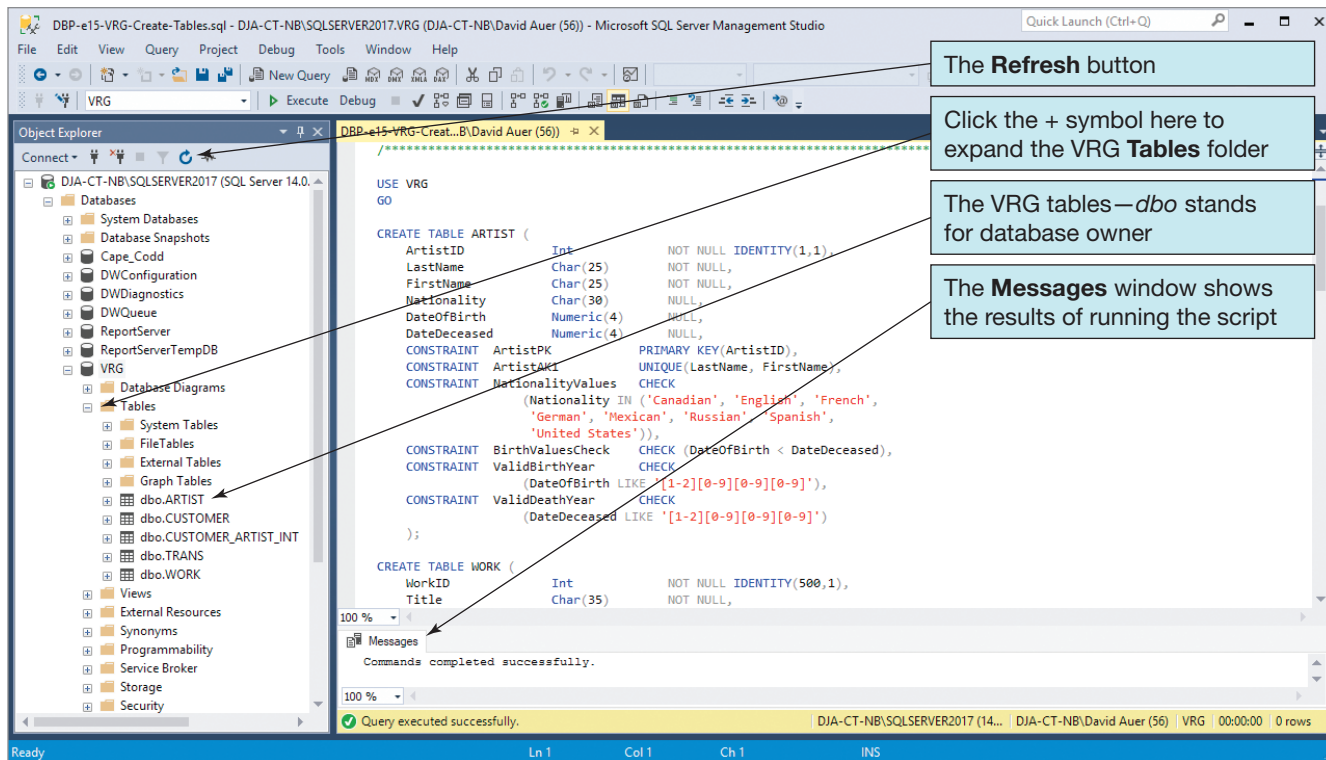 DBP-e15-VRG-Create-Tables.sql - DJA-CT-NB\SQLSERVER2017.VRG (DJA-CT-NB\David Auer (56)) - Microsoft SQL Server Management Studio
Quick Launch (Ctrl+Q)
File Edit View Query Project Debug Tools Window Help
New Query
MDX DMX XMLA DAX
VRG
Execute Debug
The Refresh button
Click the + symbol here to
expand the VRG Tables folder
The VRG tables—dbo stands
for database owner
The Messages window shows
the results of running the script
Object Explorer
Connect
DJA-CT-NB\SQLSERVER2017 (SQL Server 14.0.
Databases
System Databases
Database Snapshots
Cape_Codd
DWConfiguration
DWDiagnostics
DWQueue
ReportServer
ReportServerTempDB
VRG
Database Diagrams
Tables
System Tables
FileTables
External Tables
Graph Tables
dbo.ARTIST
dbo.CUSTOMER
dbo.CUSTOMER_ARTIST_INT
dbo.TRANS
dbo.WORK
Views
External Resources
Synonyms
Programmability
Service Broker
Storage
Security
DBP-e15-VRG-Creat...B\David Auer (56))
USE VRG
GO
CREATE TABLE ARTIST (
ArtistID Int NOT NULL IDENTITY(1,1),
LastName Char(25) NOT NULL,
FirstName Char(25) NOT NULL,
Nationality Char(30) NULL,
DateOfBirth Numeric(4) NULL,
DateDeceased Numeric(4) NULL,
CONSTRAINT ArtistPK PRIMARY KEY(ArtistID),
CONSTRAINT ArtistAK1 UNIQUE(LastName, FirstName),
CONSTRAINT NationalityValues CHECK
(Nationality IN ('Canadian', 'English', 'French',
'German', 'Mexican', 'Russian', 'Spanish',
'United States')),
CONSTRAINT BirthValuesCheck CHECK (DateOfBirth < DateDeceased),
CONSTRAINT ValidBirthYear CHECK
(DateOfBirth LIKE '[1-2][0-9][0-9][0-9]'),
CONSTRAINT ValidDeathYear CHECK
(DateDeceased LIKE '[1-2][0-9][0-9][0-9]')
);
CREATE TABLE WORK (
WorkID Int NOT NULL IDENTITY(500,1),
Title Char(35) NOT NULL,
100 %
Messages
Commands completed successfully.
100 %
Query executed successfully. DJA-CT-NB\SQLSERVER2017 (14... DJA-CT-NB\David Auer (56) VRG 00:00:00 0 rows
Ready Ln 1 Col 1 Ch 1 INS